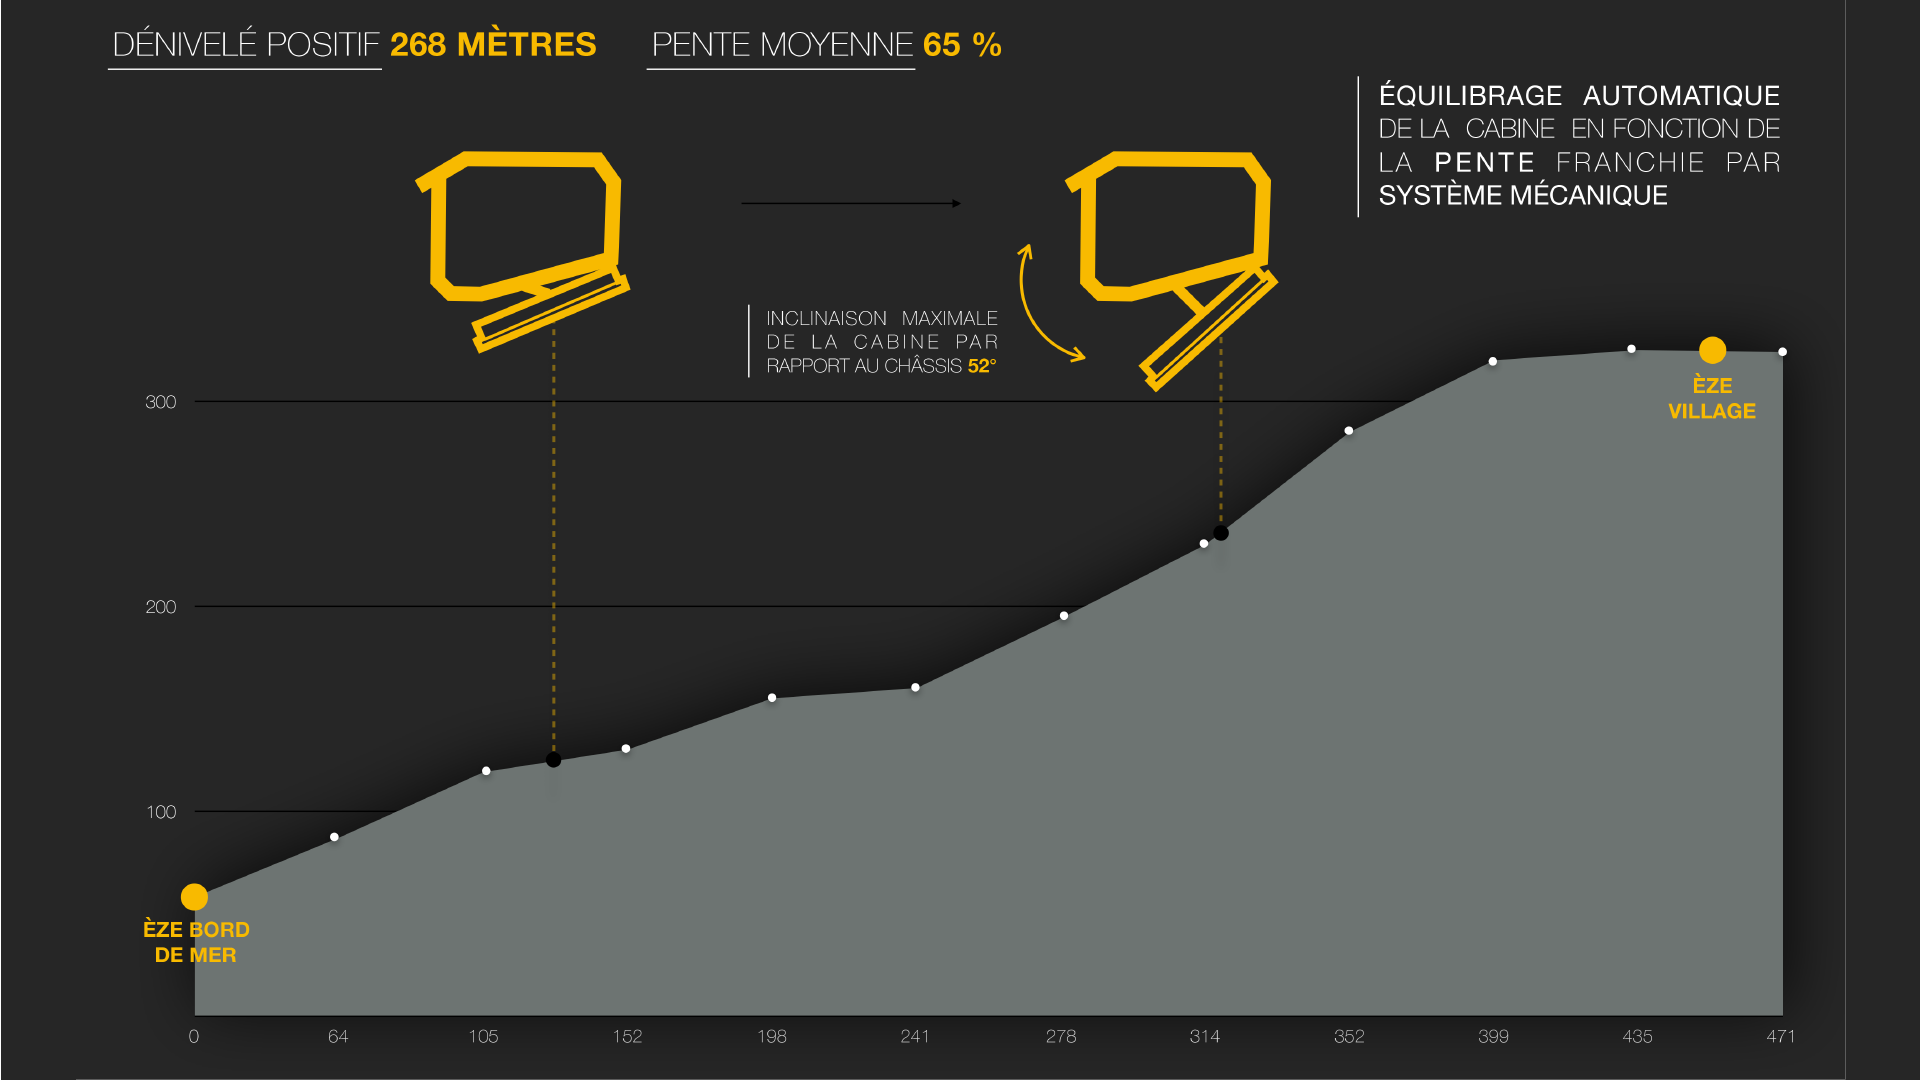 DÉNIVELÉ POSITIF 268 MÈTRES
PENTE MOYENNE 65 %
ÉQUILIBRAGE AUTOMATIQUE
DE LA CABINE EN FONCTION DE
LA PENTE FRANCHIE PAR
SYSTÈME MÉCANIQUE
INCLINAISON MAXIMALE
DE LA CABINE PAR
RAPPORT AU CHÂSSIS 52°
300
200
100
ÈZE
VILLAGE
ÈZE BORD
DE MER
0 64 105 152 198 241 278 314 352 399 435 471